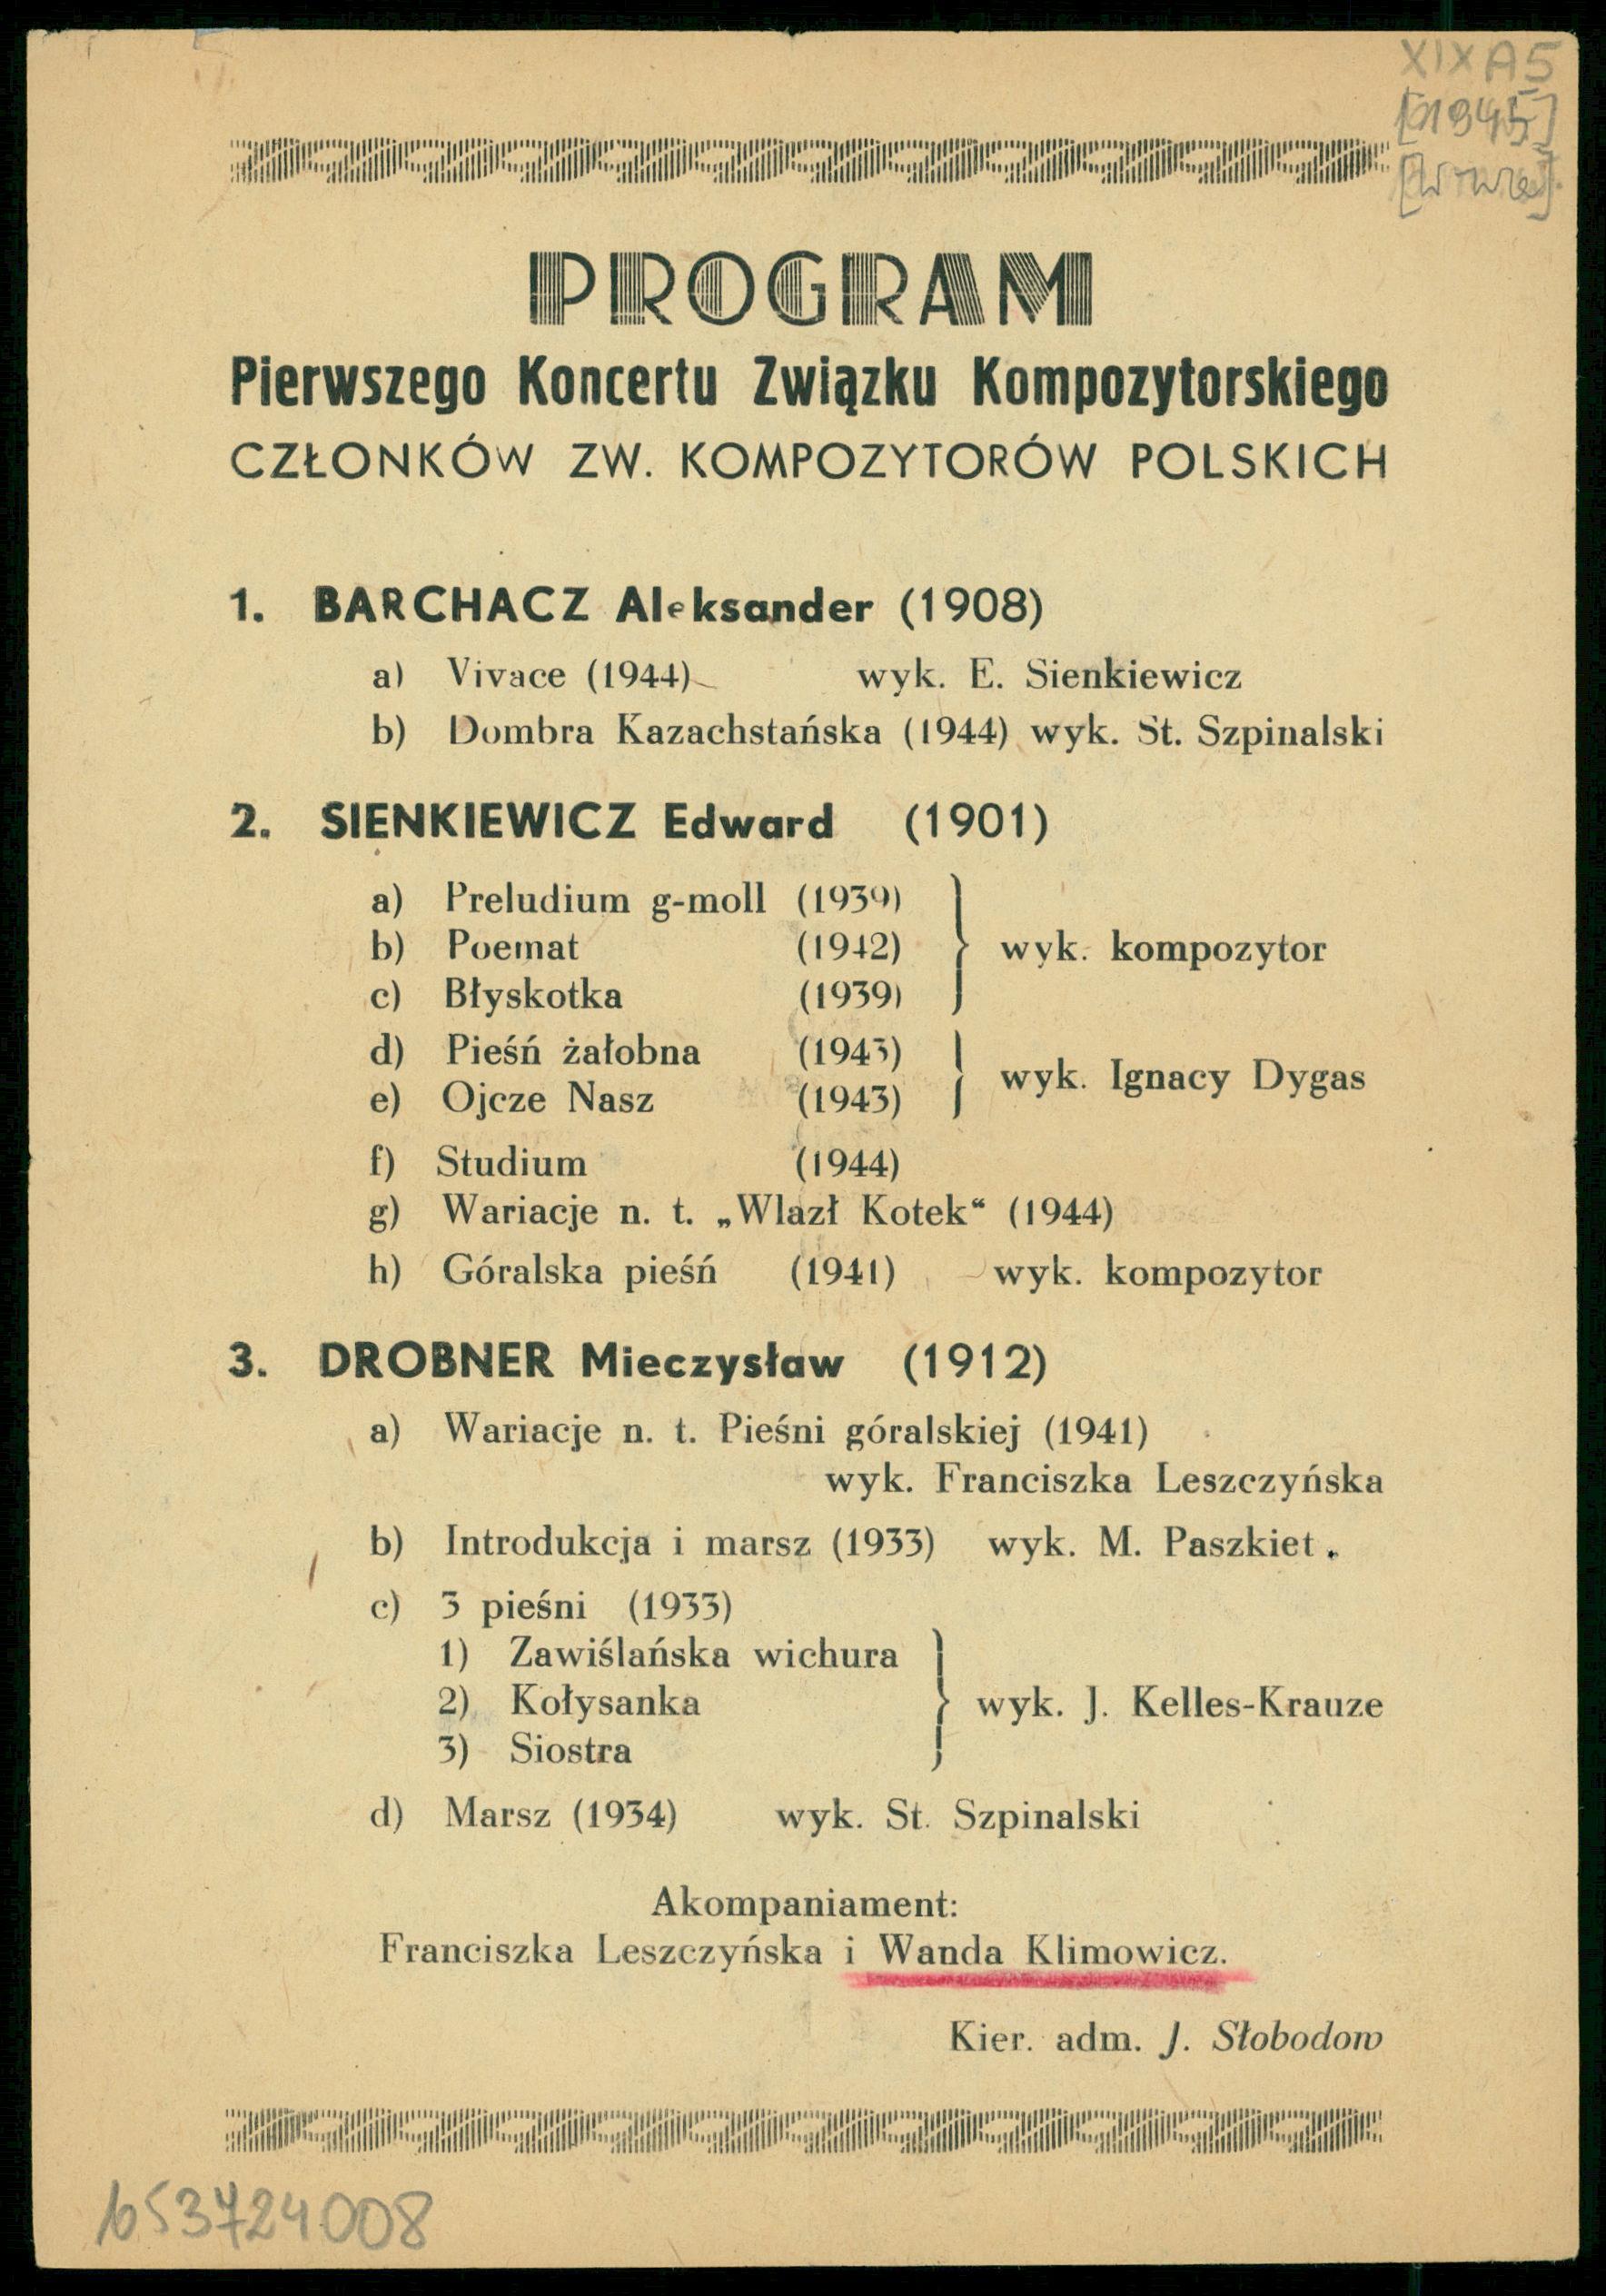 XIX A5
[1945]
PROGRAM
Pierwszego Koncertu Związku Kompozytorskiego
CZŁONKÓW ZW. KOMPOZYTORÓW POLSKICH
1. BARCHACZ Aleksander (1908)
a) Vivace (1944) wyk. E. Sienkiewicz
b) Dombra Kazachstańska (1944) wyk. St. Szpinalski
2. SIENKIEWICZ Edward (1901)
a) Preludium g-moll (1939)
b) Poemat (1942) wyk. kompozytor
c) Błyskotka (1939)
d) Pieśń żałobna (1943)
wyk. Ignacy Dygas
e) Ojcze Nasz (1943)
f) Studium (1944)
g) Wariacje n. t. „Wlazł Kotek“ (1944)
h) Góralska pieśń (1941) wyk. kompozytor
3. DROBNER Mieczysław (1912)
a) Wariacje n. t. Pieśni góralskiej (1941)
wyk. Franciszka Leszczyńska
b) Introdukcja i marsz (1933) wyk. M. Paszkiet.
c) 3 pieśni (1933)
1) Zawiślańska wichura
2) Kołysanka wyk. J. Kelles-Krauze
3) Siostra
d) Marsz (1934) wyk. St. Szpinalski
Akompaniament:
Franciszka Leszczyńska i Wanda Klimowicz.
Kier. adm. J. Słobodow
653724008